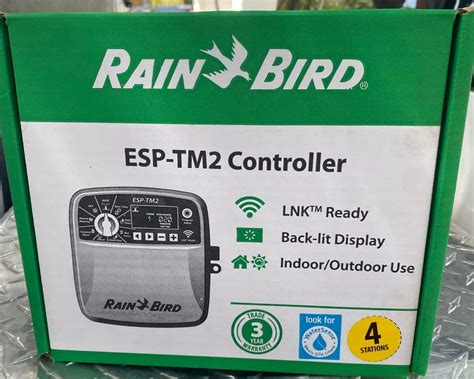 RAIN BIRD®
ESP-TM2 Controller
ESP-TM2
LNK™ Ready
Back-lit Display
Indoor/Outdoor Use
RAIN BIRD
TRADE
3
YEAR
WARRANTY
look for
WaterSense
4
STATIONS